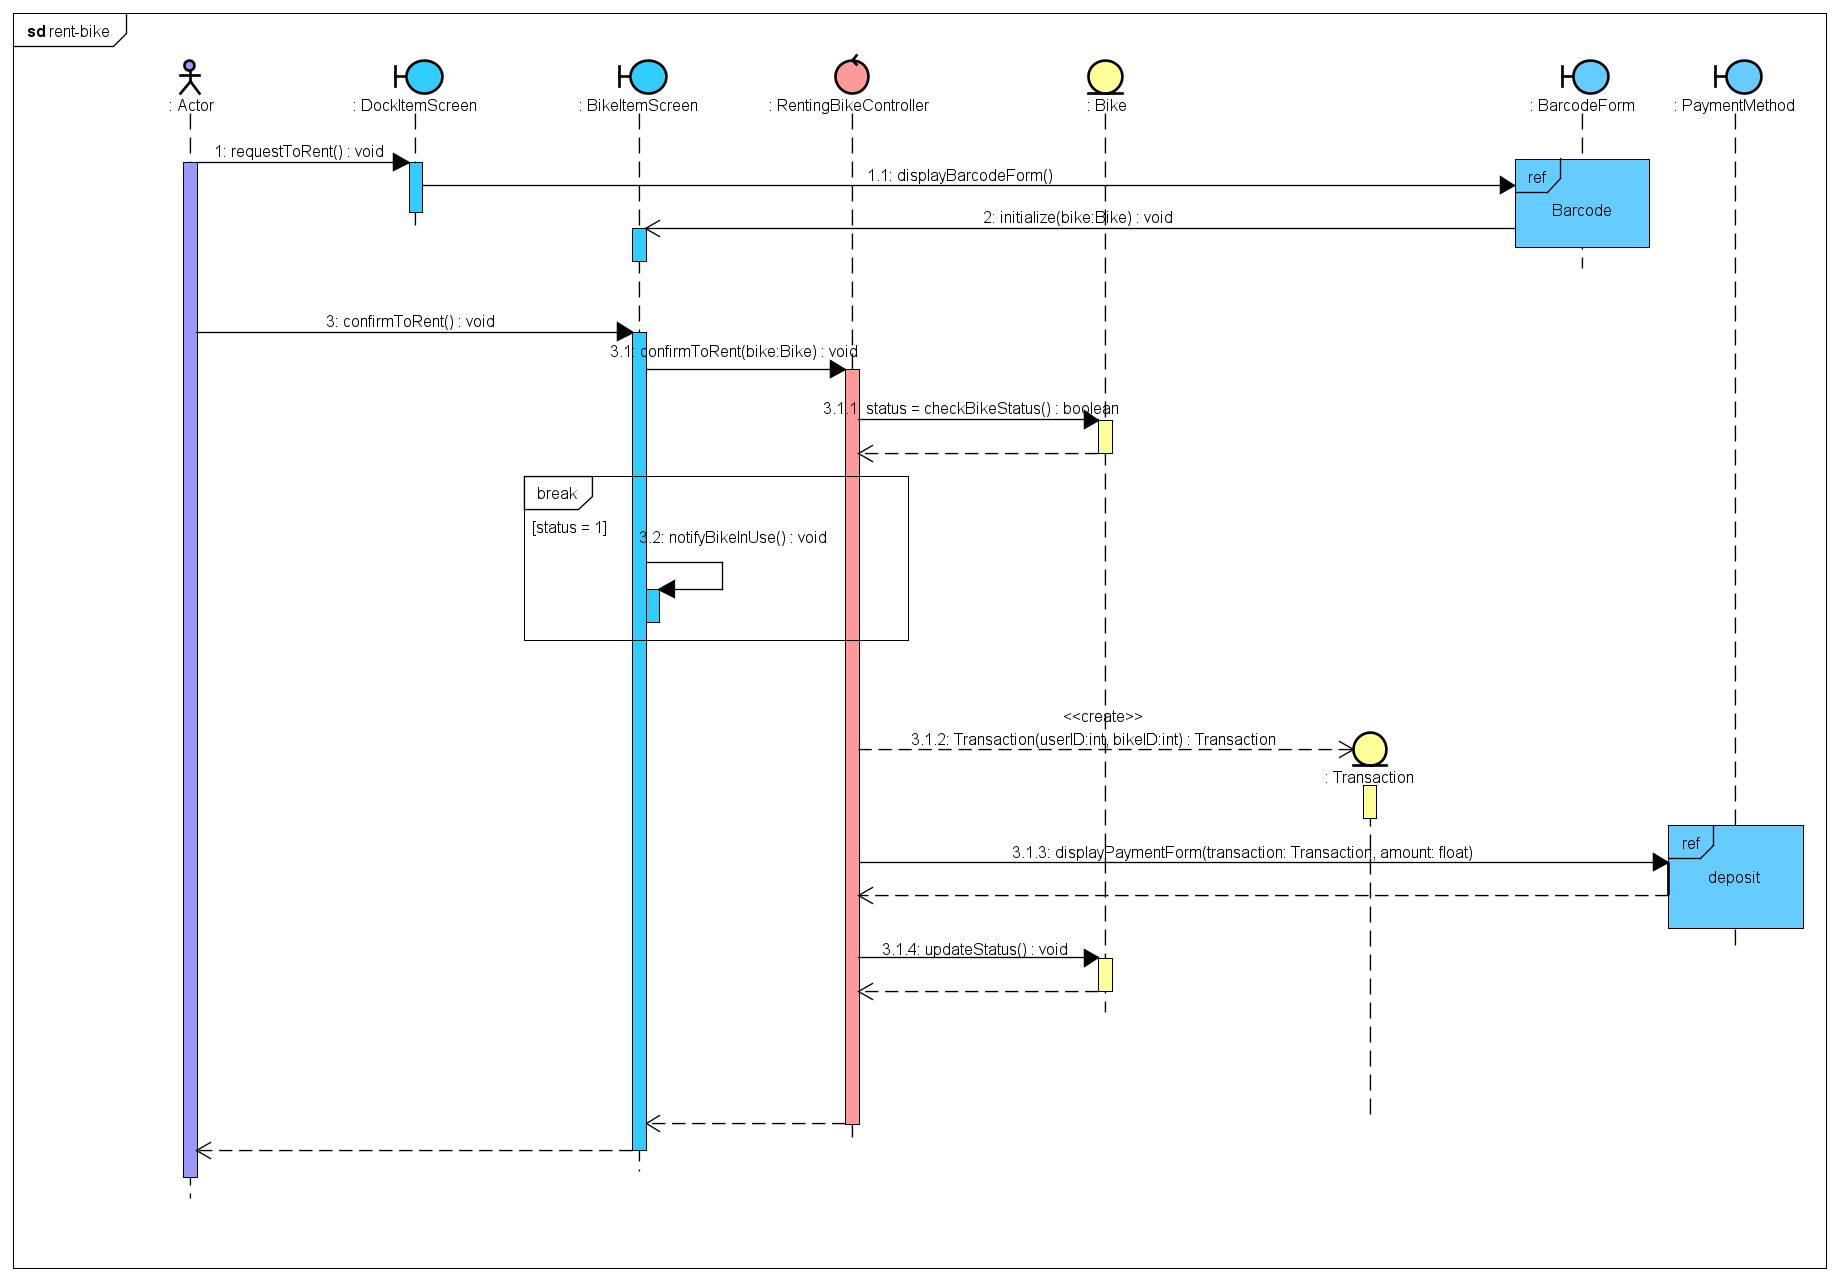 sd rent-bike
: Actor
: DockItemScreen
: BikeItemScreen
: RentingBikeController
: Bike
: BarcodeForm
: PaymentMethod
1: requestToRent() : void
1.1: displayBarcodeForm()
ref
Barcode
2: initialize(bike:Bike) : void
3: confirmToRent() : void
3.1: confirmToRent(bike:Bike) : void
3.1.1: status = checkBikeStatus() : boolean
break
[status = 1]
3.2: notifyBikeInUse() : void
<<create>>
3.1.2: Transaction(userID:int, bikeID:int) : Transaction
: Transaction
ref
3.1.3: displayPaymentForm(transaction: Transaction, amount: float)
deposit
3.1.4: updateStatus() : void